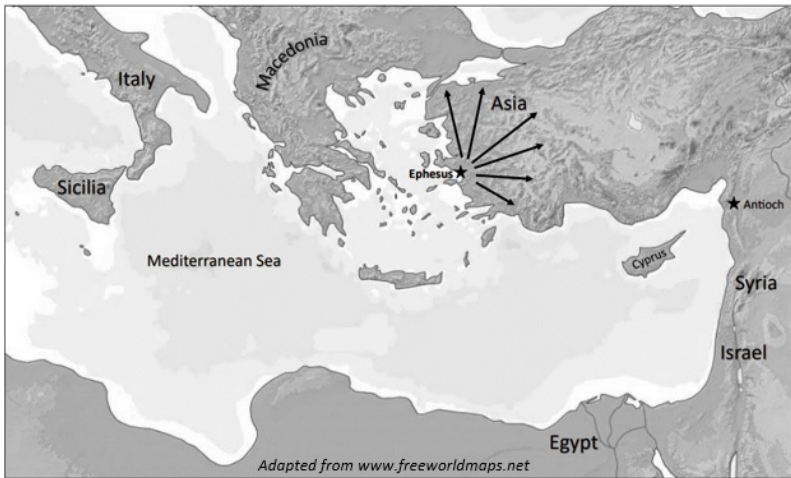 Macedonia
Italy
Asia
Ephesus
Sicilia
Antioch
Mediterranean Sea
Cyprus
Syria
Israel
Egypt
Adapted from www.freeworldmaps.net